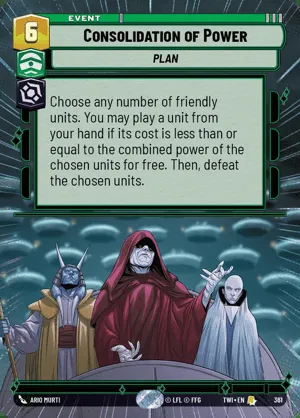 EVENT
6
CONSOLIDATION OF POWER
PLAN
Choose any number of friendly
units. You may play a unit from
your hand if its cost is less than or
equal to the combined power of the
chosen units for free. Then, defeat
the chosen units.
ARIO MURTI
© LFL © FFG
TWI • EN
381